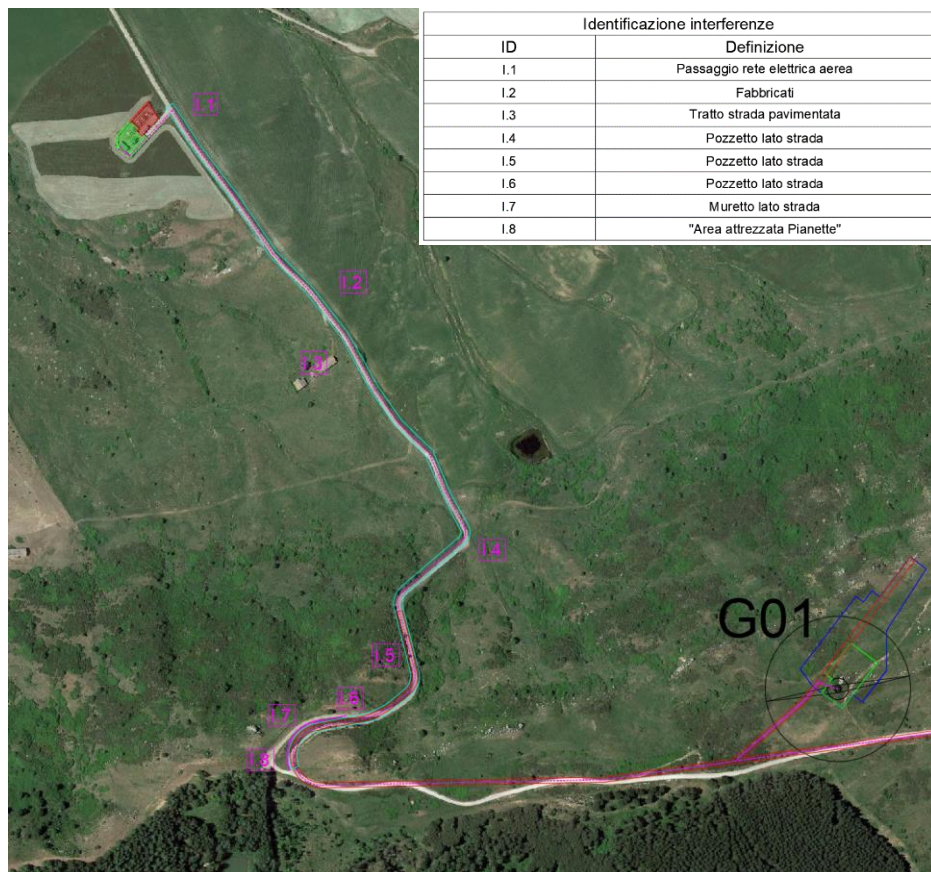 Identificazione interferenze
ID Definizione
I.1 Passaggio rete elettrica aerea
I.2 Fabbricati
I.3 Tratto strada pavimentata
I.4 Pozzetto lato strada
I.5 Pozzetto lato strada
I.6 Pozzetto lato strada
I.7 Muretto lato strada
I.8 "Area attrezzata Pianette"
I.1
I.2
I.3
I.4
G01
I.5
I.6
I.7
I.8